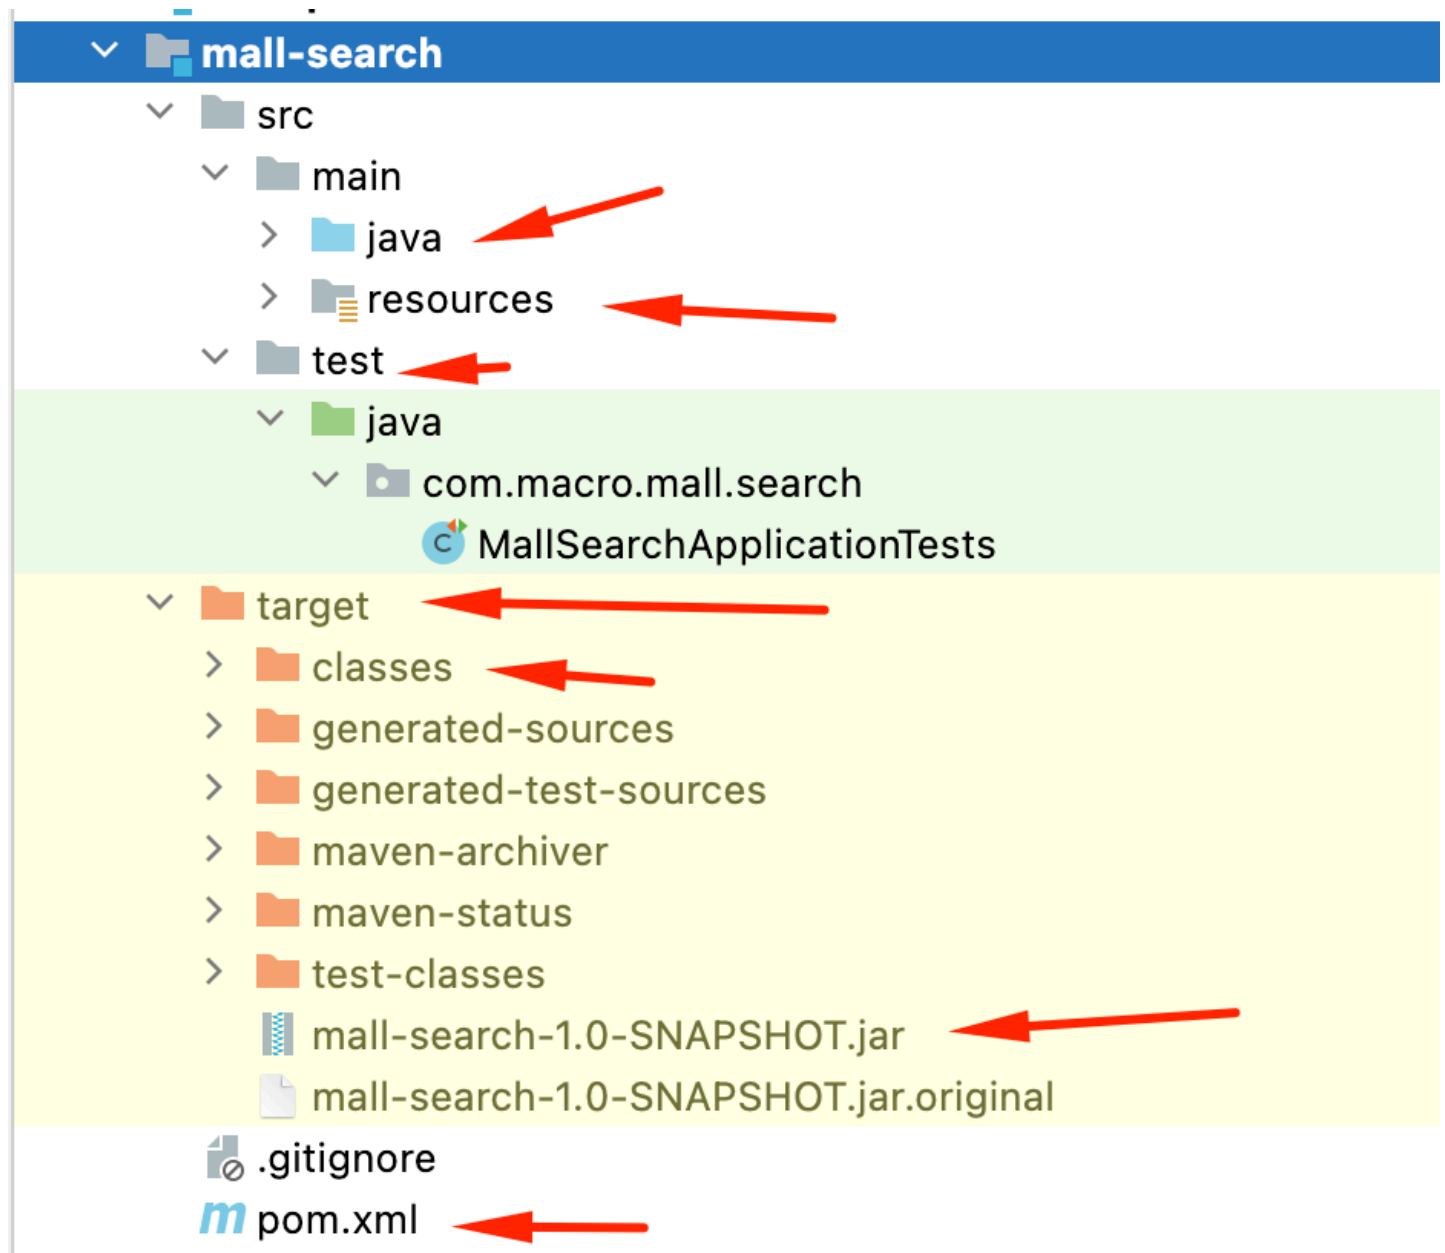 mall-search
src
main
java
resources
test
java
com.macro.mall.search
MallSearchApplicationTests
target
classes
generated-sources
generated-test-sources
maven-archiver
maven-status
test-classes
mall-search-1.0-SNAPSHOT.jar
mall-search-1.0-SNAPSHOT.jar.original
.gitignore
pom.xml